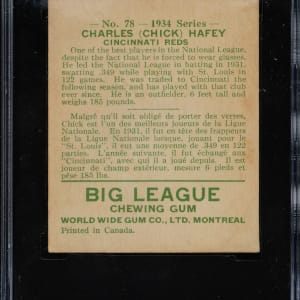 — No. 78 — 1934 Series —
CHARLES (CHICK) HAFEY
CINCINNATI REDS
One of the best players in the National League,
despite the fact that he is forced to wear glasses.
He led the National League in batting in 1931,
swatting .349 while playing with St. Louis in
122 games. He was traded to Cincinnati the
following season, and has played with that club
ever since. He is an outfielder, 6 feet tall and
weighs 185 pounds.
Malgré qu'il soit obligé de porter des verres,
Chick est l'un des meilleurs joueurs de la Ligue
Nationale. En 1931, il fut en tête des frappeurs
de la Ligue Nationale lorsque, jouant pour le
"St. Louis", il eut une moyenne de .349 en 122
parties. L'année suivante, il fut échangé aux
"Cincinnati", avec qui il a joué depuis. Il est
joueur de champ extérieur, mesure 6 pieds et
pèse 185 lbs.
BIG LEAGUE
CHEWING GUM
WORLD WIDE GUM CO., LTD. MONTREAL
Printed in Canada.